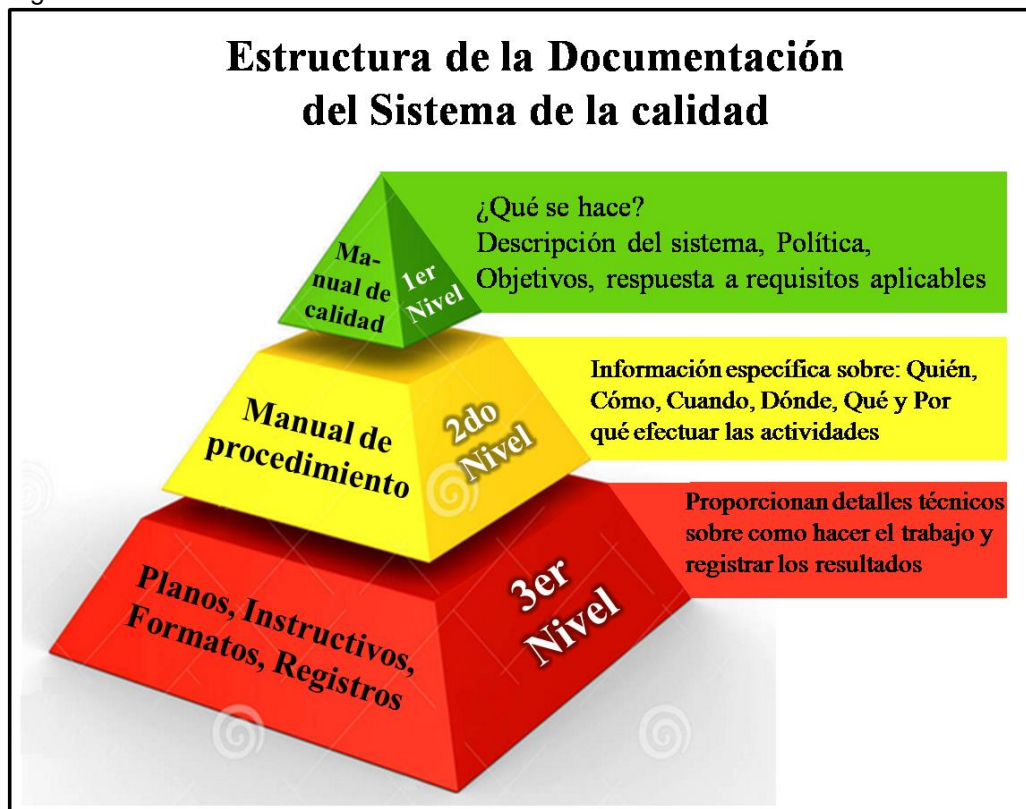 Estructura de la Documentación
del Sistema de la calidad
Ma-
nual de
calidad
1er
Nivel
¿Qué se hace?
Descripción del sistema, Política,
Objetivos, respuesta a requisitos aplicables
Manual de
procedimiento
2do
Nivel
Información específica sobre: Quién,
Cómo, Cuando, Dónde, Qué y Por
qué efectuar las actividades
Planos, Instructivos,
Formatos, Registros
3er
Nivel
Proporcionan detalles técnicos
sobre como hacer el trabajo y
registrar los resultados